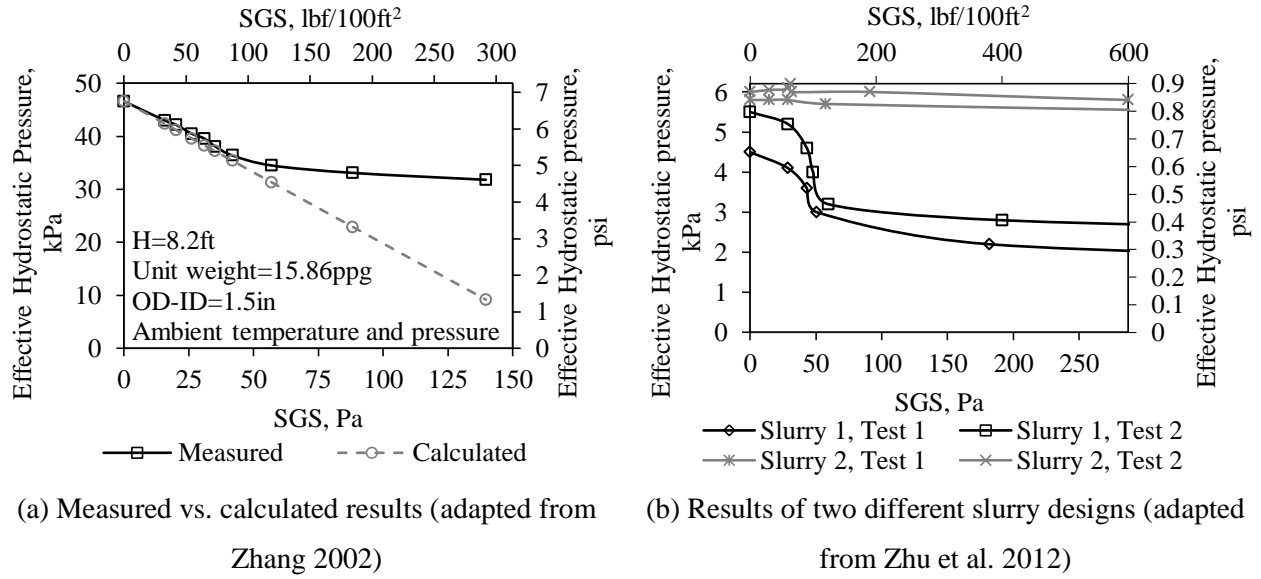 SGS, lbf/100ft²
0 60 120 180 240 300
Effective Hydrostatic Pressure,
kPa
50
40
30
20
10
0
7
6
5
4
3
2
1
0
Effective Hydrostatic pressure,
psi
H=8.2ft
Unit weight=15.86ppg
OD-ID=1.5in
Ambient temperature and pressure
0 25 50 75 100 125 150
SGS, Pa
Measured Calculated
(a) Measured vs. calculated results (adapted from
Zhang 2002)
SGS, lbf/100ft²
0 200 400 600
Effective Hydrostatic Pressure,
kPa
6
5
4
3
2
1
0
0.9
0.8
0.7
0.6
0.5
0.4
0.3
0.2
0.1
0
Effective Hydrostatic pressure,
psi
0 50 100 150 200 250
SGS, Pa
Slurry 1, Test 1 Slurry 1, Test 2
Slurry 2, Test 1 Slurry 2, Test 2
(b) Results of two different slurry designs (adapted
from Zhu et al. 2012)